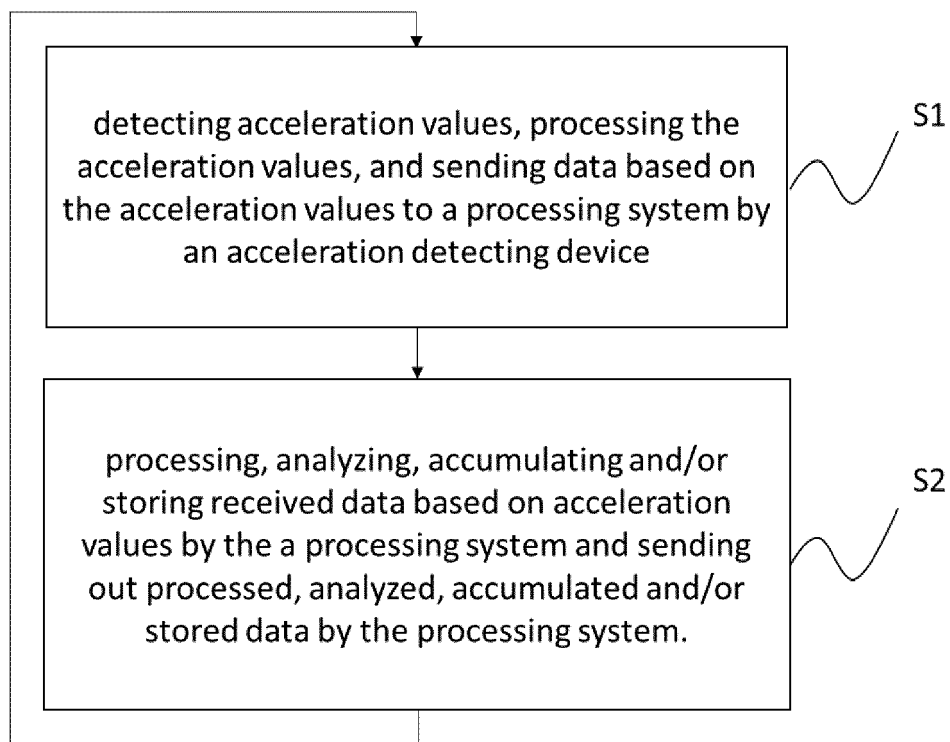 detecting acceleration values, processing the
acceleration values, and sending data based on
the acceleration values to a processing system by
an acceleration detecting device
S1
processing, analyzing, accumulating and/or
storing received data based on acceleration
values by the a processing system and sending
out processed, analyzed, accumulated and/or
stored data by the processing system.
S2